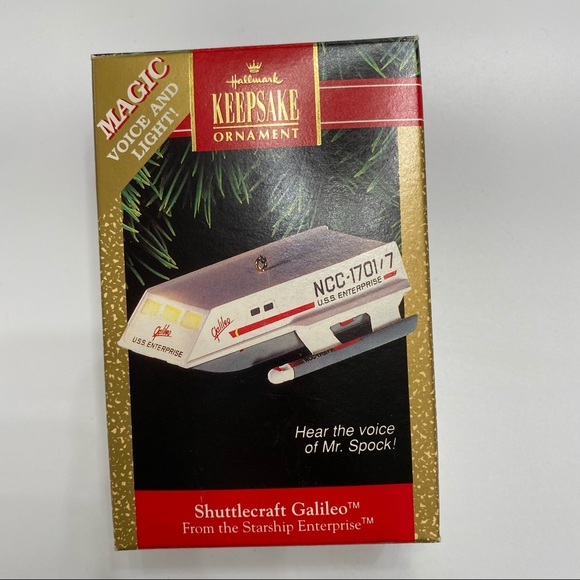 MAGIC
VOICE AND
LIGHT!
Hallmark
KEEPSAKE
ORNAMENT
NCC-1701/7
U.S.S. ENTERPRISE
Galileo
Galileo
U.S.S. ENTERPRISE
Hear the voice
of Mr. Spock!
Shuttlecraft Galileo™
From the Starship Enterprise™